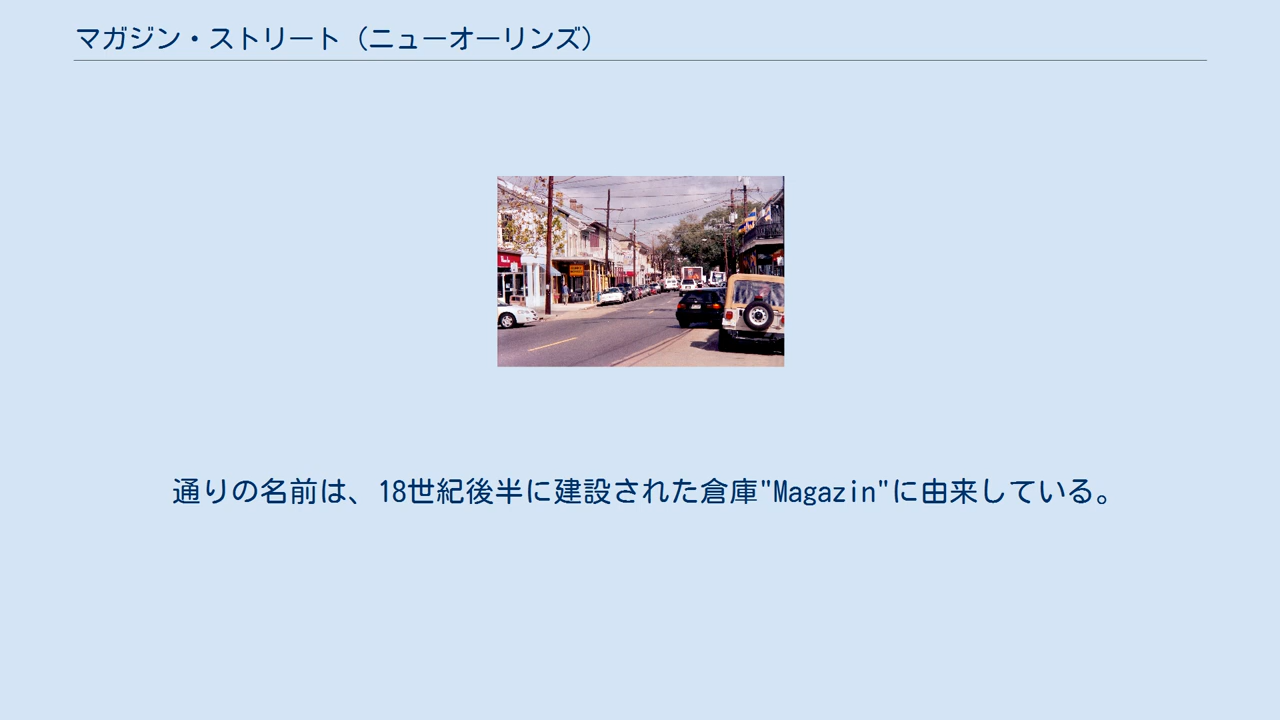 マガジン・ストリート（ニューオーリンズ）
通りの名前は、18世紀後半に建設された倉庫"Magazin"に由来している。